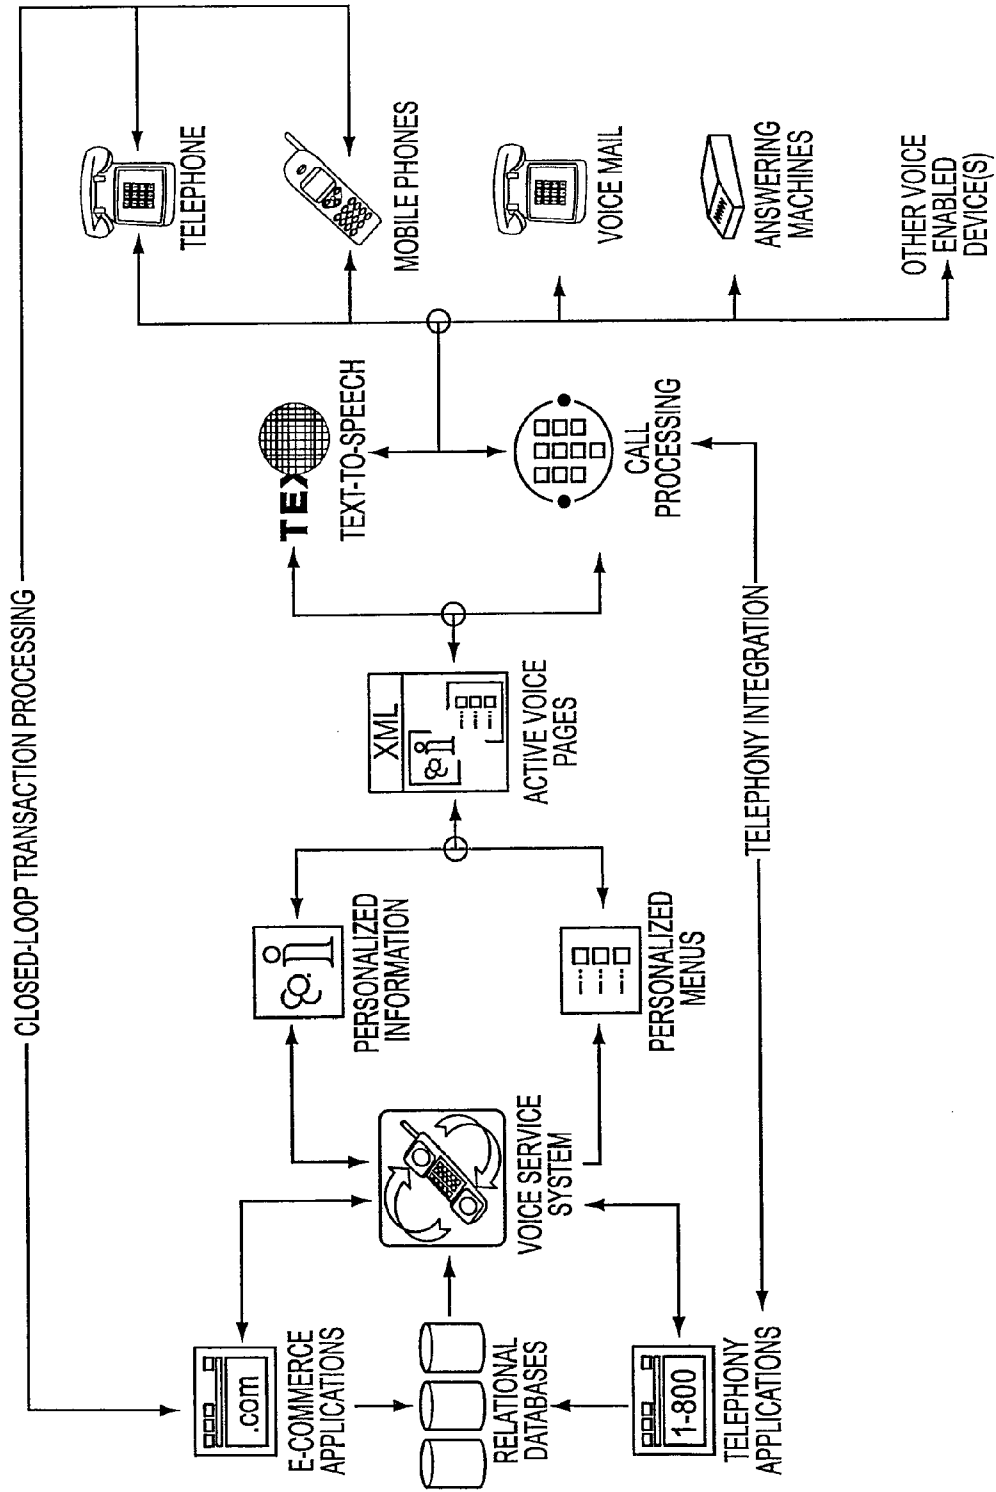 CLOSED-LOOP TRANSACTION PROCESSING
.com
E-COMMERCE
APPLICATIONS
RELATIONAL
DATABASES
1-800
TELEPHONY
APPLICATIONS
VOICE SERVICE
SYSTEM
PERSONALIZED
INFORMATION
PERSONALIZED
MENUS
XML
ACTIVE VOICE
PAGES
TELEPHONY INTEGRATION
TEX
TEXT-TO-SPEECH
CALL
PROCESSING
TELEPHONE
MOBILE PHONES
VOICE MAIL
ANSWERING
MACHINES
OTHER VOICE
ENABLED
DEVICE(S)